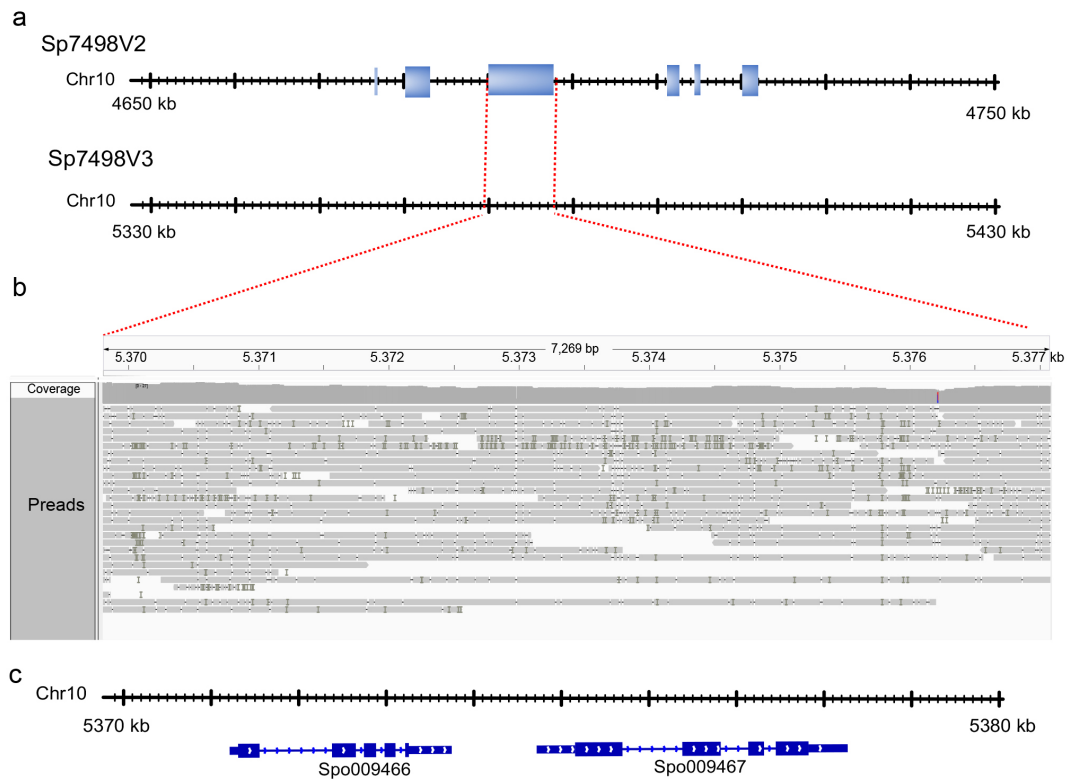 a
Sp7498V2
Chr10
4650 kb
4750 kb
Sp7498V3
Chr10
5330 kb
5430 kb
b
7,269 bp
5.370 5.371 5.372 5.373 5.374 5.375 5.376 5.377 kb
Coverage
Preads
c
Chr10
5370 kb
5380 kb
Spo009466
Spo009467